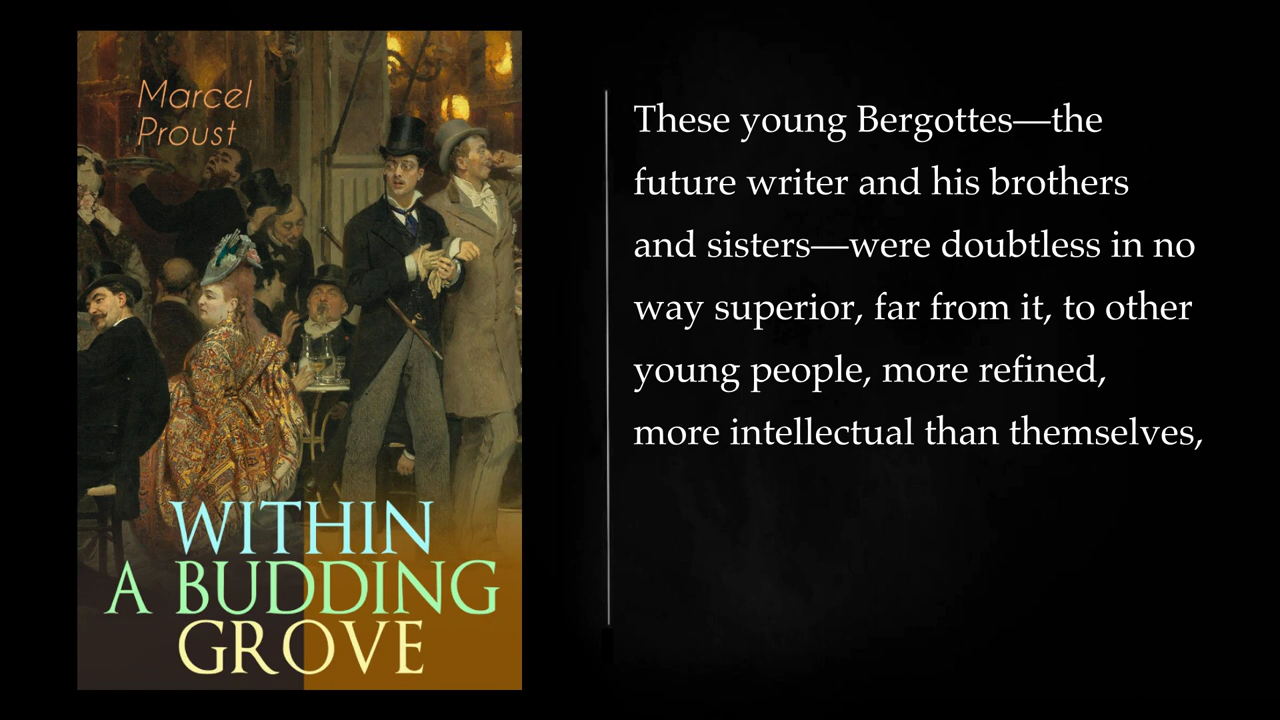 Marcel
Proust
WITHIN
A BUDDING
GROVE
These young Bergottes—the
future writer and his brothers
and sisters—were doubtless in no
way superior, far from it, to other
young people, more refined,
more intellectual than themselves,